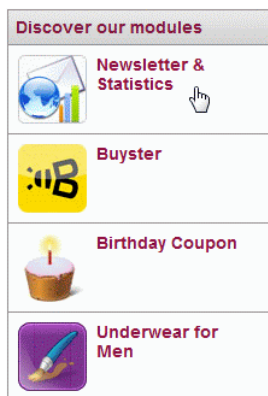 Discover our modules
Newsletter &
Statistics
Buyster
B
Birthday Coupon
Underwear for
Men